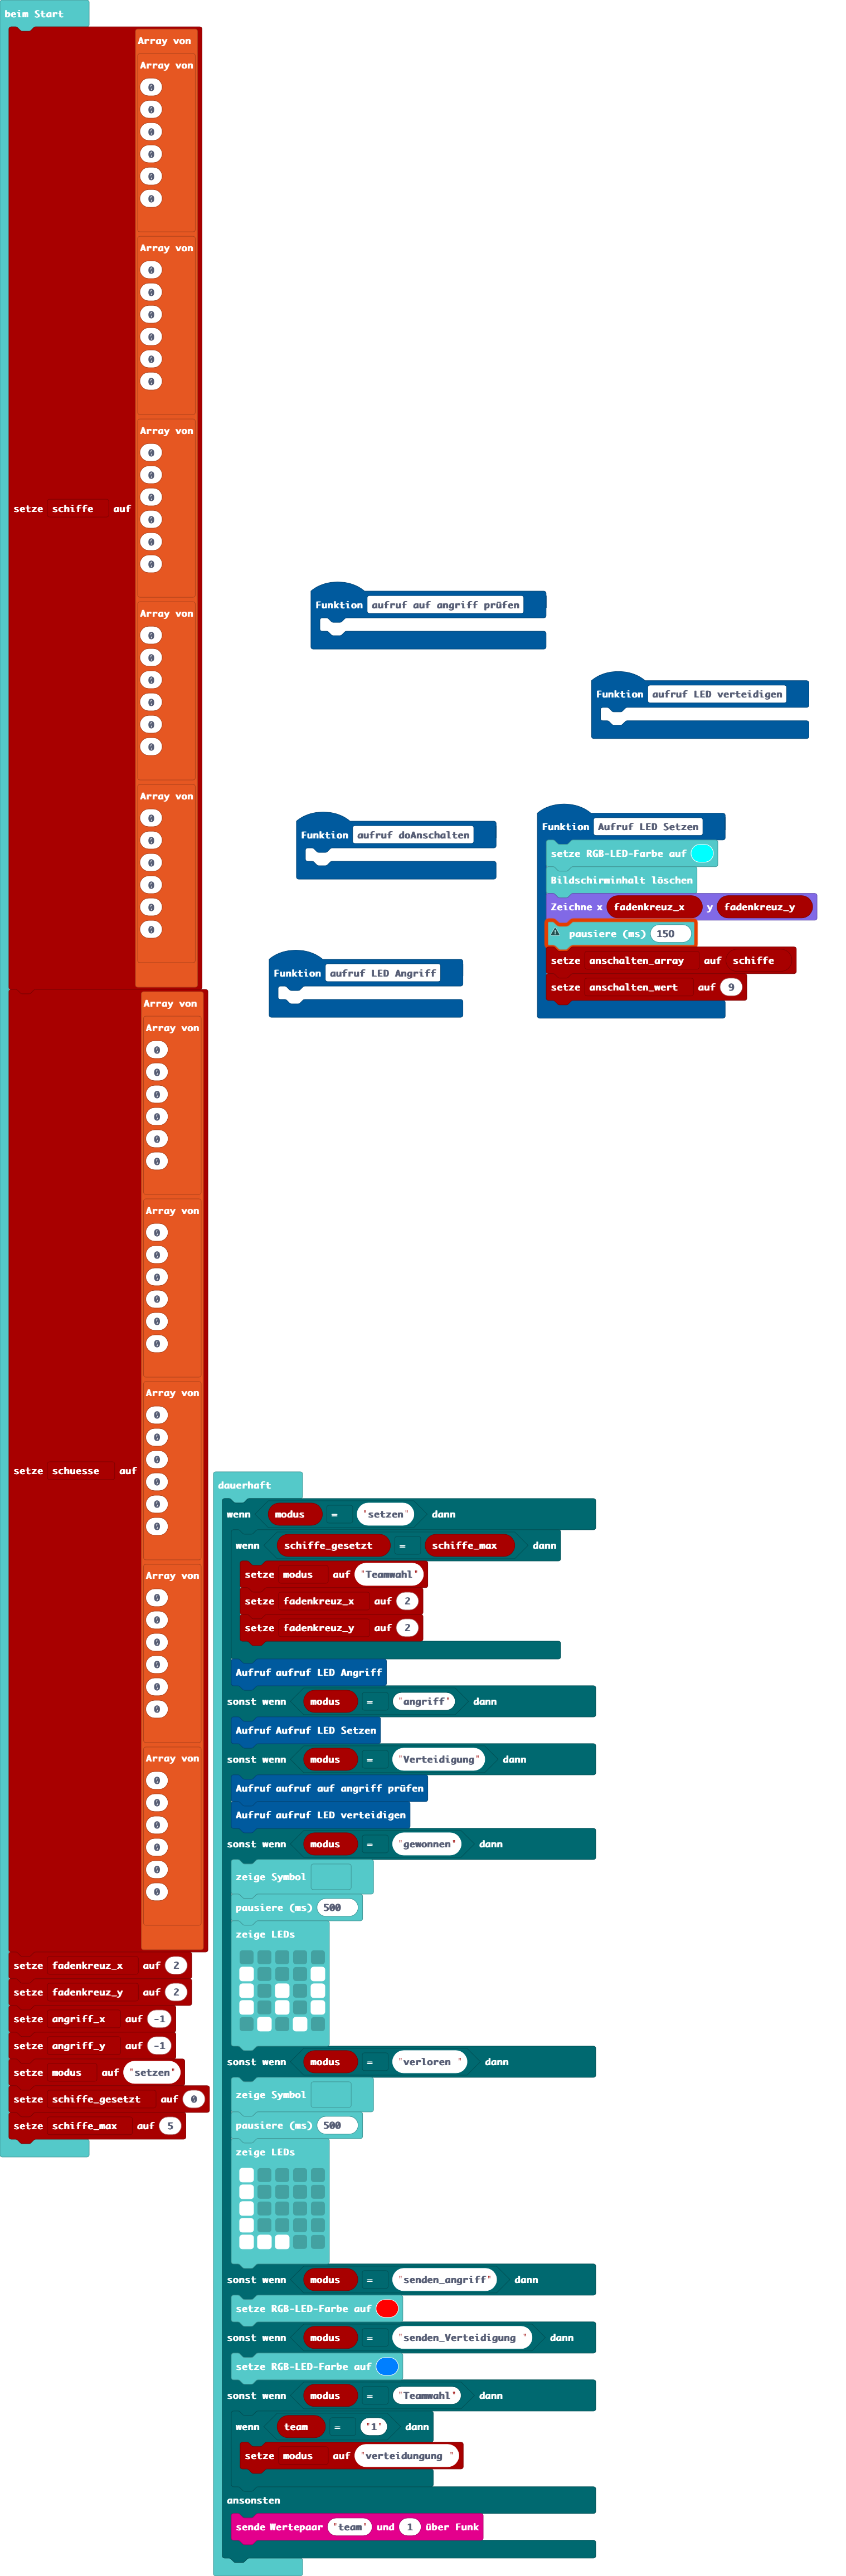 beim Start
Array von
Array von
0
0
0
0
0
0
Array von
0
0
0
0
0
0
Array von
0
0
0
0
0
0
setze schiffe auf
Array von
0
0
0
0
0
0
Array von
0
0
0
0
0
0
Array von
Array von
0
0
0
0
0
0
Array von
0
0
0
0
0
0
Array von
0
0
0
0
0
0
setze schuesse auf
Array von
0
0
0
0
0
0
Array von
0
0
0
0
0
0
setze fadenkreuz_x auf 2
setze fadenkreuz_y auf 2
setze angriff_x auf -1
setze angriff_y auf -1
setze modus auf "setzen"
setze schiffe_gesetzt auf 0
setze schiffe_max auf 5
Funktion aufruf auf angriff prüfen
Funktion aufruf LED verteidigen
Funktion aufruf doAnschalten
Funktion aufruf LED Angriff
Funktion Aufruf LED Setzen
setze RGB-LED-Farbe auf
Bildschirminhalt löschen
Zeichne x fadenkreuz_x y fadenkreuz_y
pausiere (ms) 150
setze anschalten_array auf schiffe
setze anschalten_wert auf 9
dauerhaft
wenn modus = "setzen" dann
wenn schiffe_gesetzt = schiffe_max dann
setze modus auf "Teamwahl"
setze fadenkreuz_x auf 2
setze fadenkreuz_y auf 2
Aufruf aufruf LED Angriff
sonst wenn modus = "angriff" dann
Aufruf Aufruf LED Setzen
sonst wenn modus = "Verteidigung" dann
Aufruf aufruf auf angriff prüfen
Aufruf aufruf LED verteidigen
sonst wenn modus = "gewonnen" dann
zeige Symbol
pausiere (ms) 500
zeige LEDs
sonst wenn modus = "verloren " dann
zeige Symbol
pausiere (ms) 500
zeige LEDs
sonst wenn modus = "senden_angriff" dann
setze RGB-LED-Farbe auf
sonst wenn modus = "senden_Verteidigung " dann
setze RGB-LED-Farbe auf
sonst wenn modus = "Teamwahl" dann
wenn team = "1" dann
setze modus auf "verteidungung "
ansonsten
sende Wertepaar "team" und 1 über Funk